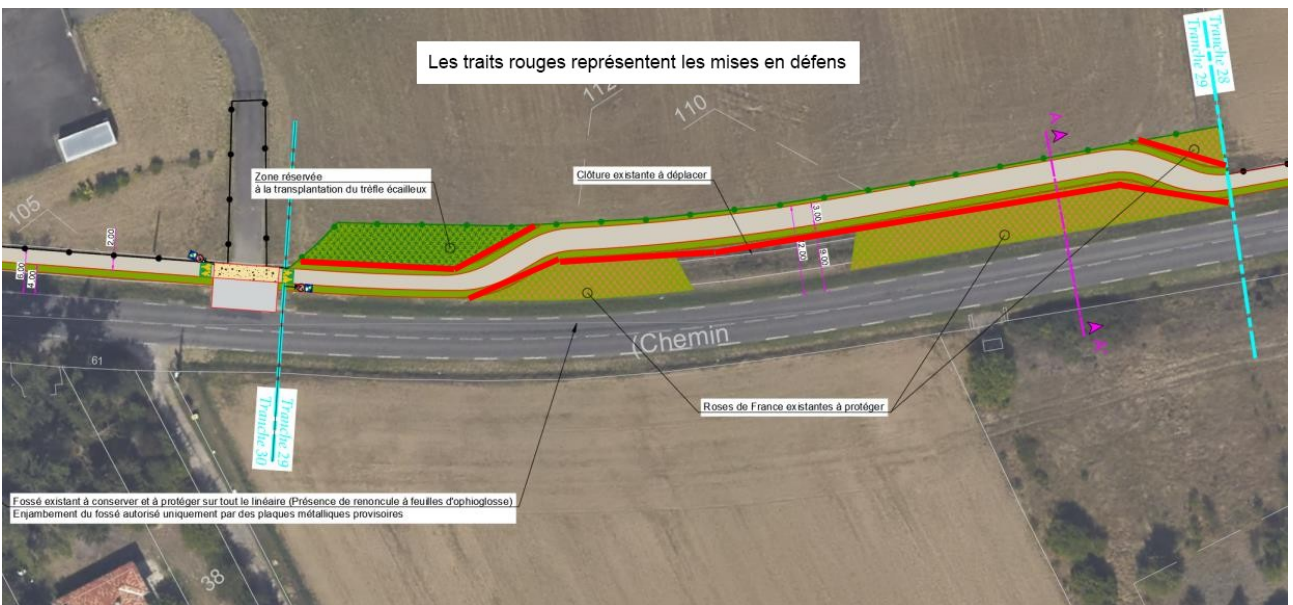 Les traits rouges représentent les mises en défens
Tranche 28
Tranche 29
112
110
A
Zone réservée
à la transplantation du trèfle écailleux
Clôture existante à déplacer
105
2.00
3.00
7.00
(Chemin
61
Roses de France existantes à protéger
Tranche 29
Tranche 30
Fossé existant à conserver et à protéger sur tout le linéaire (Présence de renoncule à feuilles d'ophioglosse)
Enjambement du fossé autorisé uniquement par des plaques métalliques provisoires
38